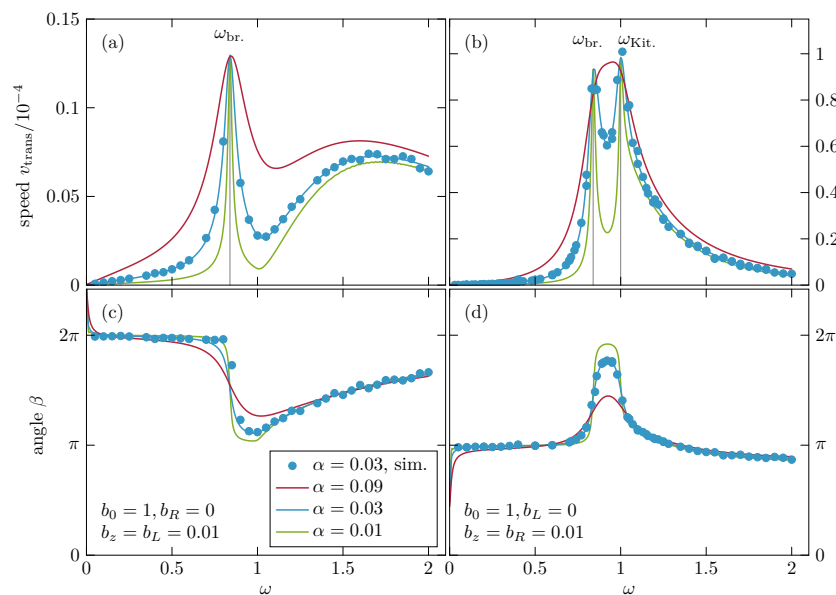 (a)
ω_br.
0.15
0.1
0.05
0
speed v_trans/10^−4
(b)
ω_br.
ω_Kit.
1
0.8
0.6
0.4
0.2
0
(c)
2π
π
0
angle β
b_0 = 1, b_R = 0
b_z = b_L = 0.01
α = 0.03, sim.
α = 0.09
α = 0.03
α = 0.01
0
0.5
1
1.5
2
ω
(d)
2π
π
0
b_0 = 1, b_L = 0
b_z = b_R = 0.01
0
0.5
1
1.5
2
ω